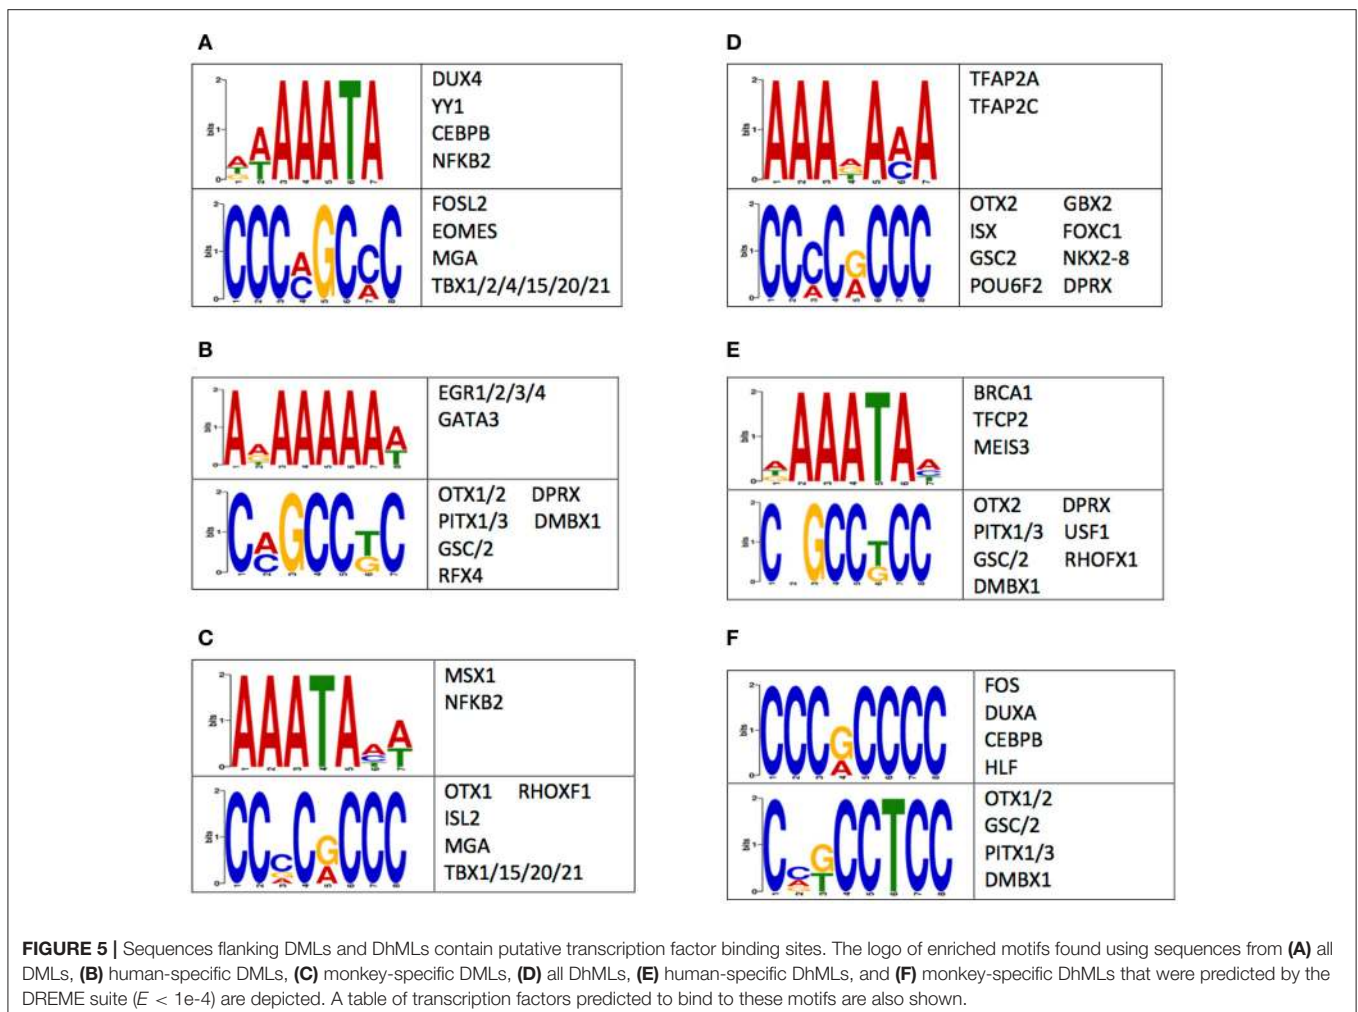 A
DUX4
YY1
CEBPB
NFKB2
FOSL2
EOMES
MGA
TBX1/2/4/15/20/21
B
EGR1/2/3/4
GATA3
OTX1/2 DPRX
PITX1/3 DMBX1
GSC/2
RFX4
C
MSX1
NFKB2
OTX1 RHOXF1
ISL2
MGA
TBX1/15/20/21
D
TFAP2A
TFAP2C
OTX2 GBX2
ISX FOXC1
GSC2 NKX2-8
POU6F2 DPRX
E
BRCA1
TFCP2
MEIS3
OTX2 DPRX
PITX1/3 USF1
GSC/2 RHOFX1
DMBX1
F
FOS
DUXA
CEBPB
HLF
OTX1/2
GSC/2
PITX1/3
DMBX1
FIGURE 5 | Sequences flanking DMLs and DhMLs contain putative transcription factor binding sites. The logo of enriched motifs found using sequences from (A) all
DMLs, (B) human-specific DMLs, (C) monkey-specific DMLs, (D) all DhMLs, (E) human-specific DhMLs, and (F) monkey-specific DhMLs that were predicted by the
DREME suite (E < 1e-4) are depicted. A table of transcription factors predicted to bind to these motifs are also shown.